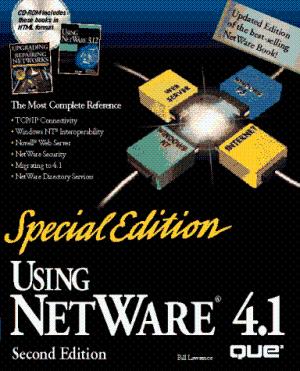 CD-ROM includes
these books in
HTML format
UPGRADING
REPAIRING
NETWORKS
USING
NETWARE 3.12
Updated Edition
of the best-selling
NetWare Book!
The Most Complete Reference
• TCP/IP Connectivity
• Windows NT® Interoperability
• Novell® Web Server
• NetWare Security
• Migrating to 4.1
• NetWare Directory Services
WEB
SERVER
WINDOWS
NT
INTERNET
Special Edition
USING
NETWARE® 4.1
Second Edition
Bill Lawrence
QUE®